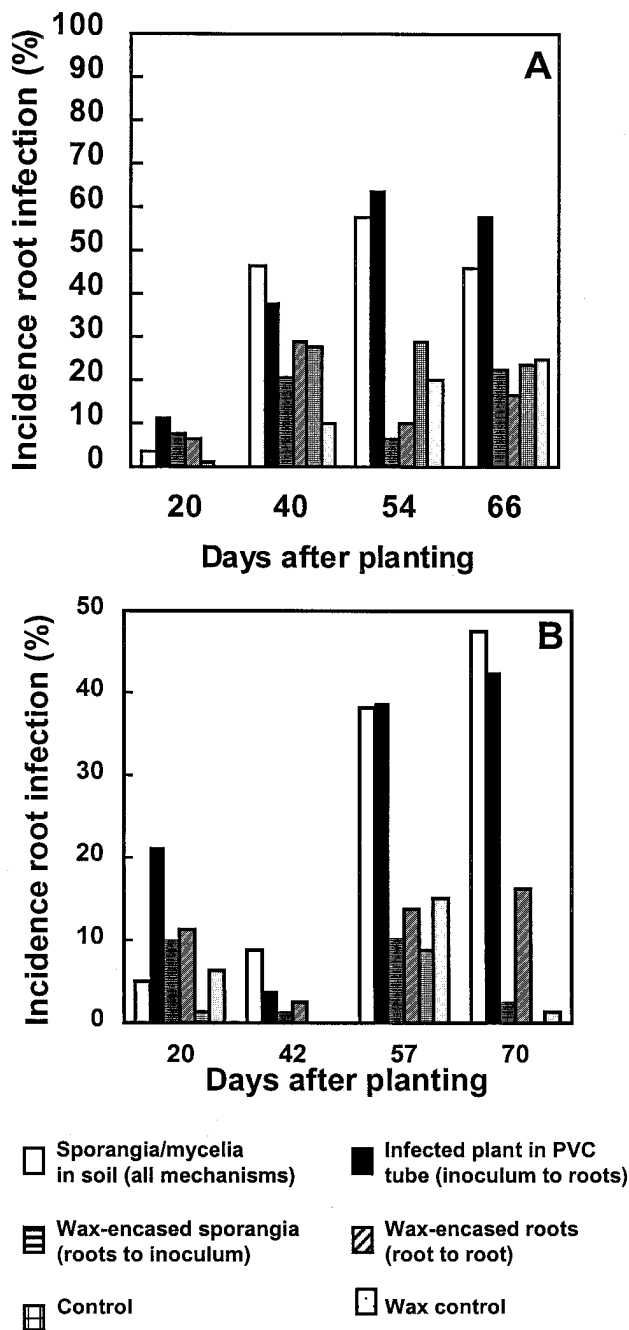 A
Incidence root infection (%)
100
90
80
70
60
50
40
30
20
10
0
20 40 54 66
Days after planting
B
Incidence root infection (%)
50
40
30
20
10
0
20 42 57 70
Days after planting
Sporangia/mycelia
in soil (all mechanisms)
Infected plant in PVC
tube (inoculum to roots)
Wax-encased sporangia
(roots to inoculum)
Wax-encased roots
(root to root)
Control
Wax control